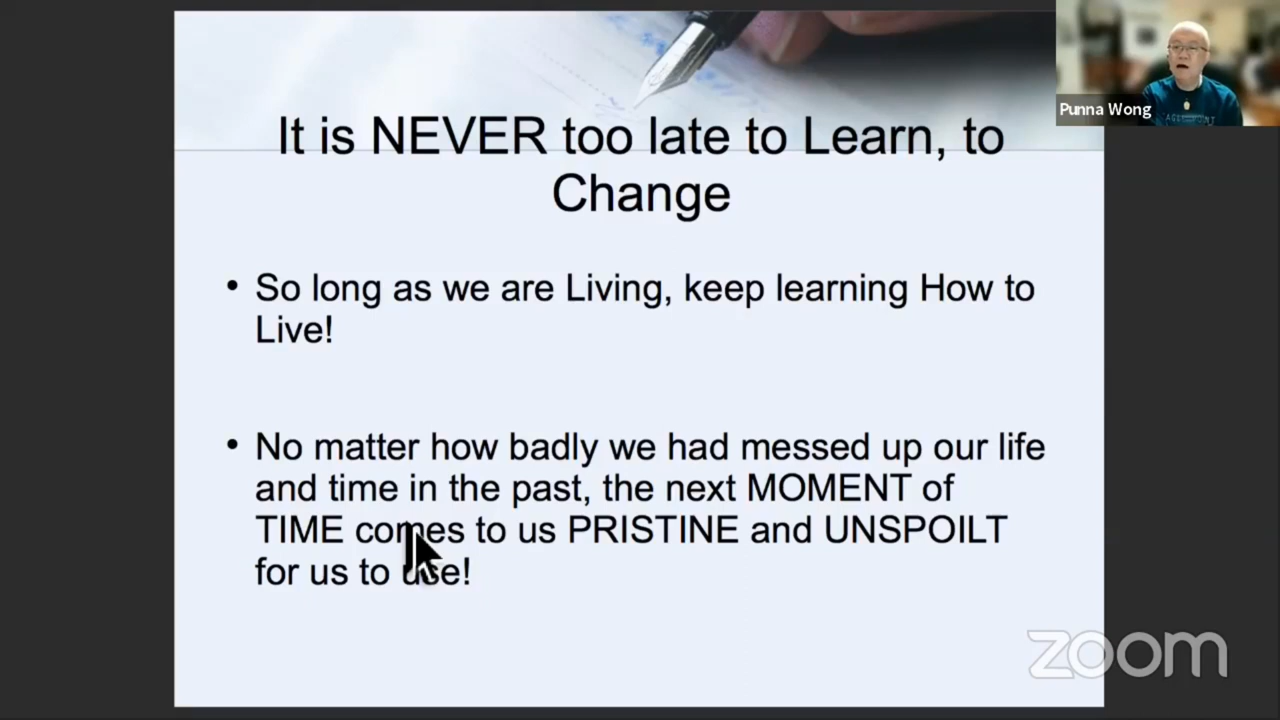 It is NEVER too late to Learn, to
Change
• So long as we are Living, keep learning How to
Live!
• No matter how badly we had messed up our life
and time in the past, the next MOMENT of
TIME comes to us PRISTINE and UNSPOILT
for us to use!
Punna Wong
zoom